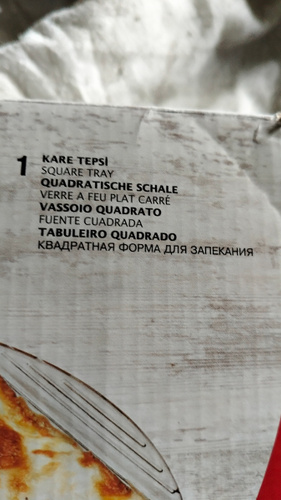 1 KARE TEPSİ
SQUARE TRAY
QUADRATISCHE SCHALE
VERRE A FEU PLAT CARRÉ
VASSOIO QUADRATO
FUENTE CUADRADA
TABULEIRO QUADRADO
КВАДРАТНАЯ ФОРМА ДЛЯ ЗАПЕКАНИЯ